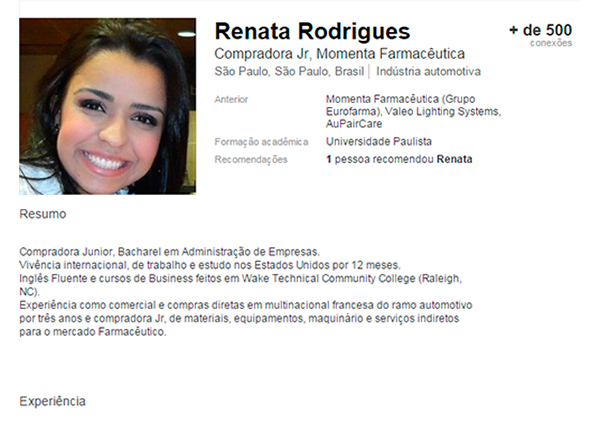 Renata Rodrigues
+ de 500
conexões
Compradora Jr, Momenta Farmacêutica
São Paulo, São Paulo, Brasil | Indústria automotiva
Anterior
Momenta Farmacêutica (Grupo
Eurofarma), Valeo Lighting Systems,
AuPairCare
Formação acadêmica
Universidade Paulista
Recomendações
1 pessoa recomendou Renata
Resumo
Compradora Junior, Bacharel em Administração de Empresas.
Vivência internacional, de trabalho e estudo nos Estados Unidos por 12 meses.
Inglês Fluente e cursos de Business feitos em Wake Technical Community College (Raleigh,
NC).
Experiência como comercial e compras diretas em multinacional francesa do ramo automotivo
por três anos e compradora Jr, de materiais, equipamentos, maquinário e serviços indiretos
para o mercado Farmacêutico.
Experiência